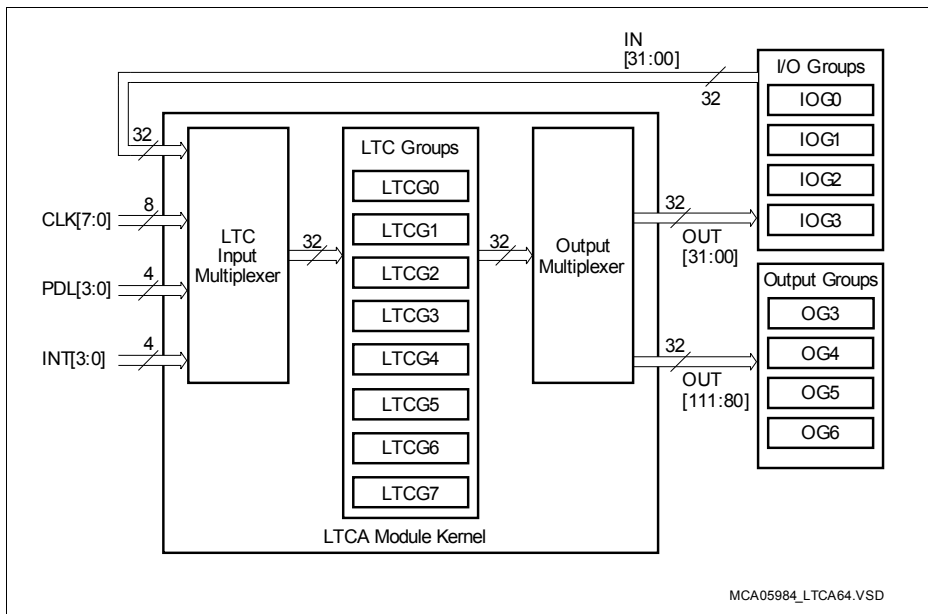 IN
[31:00]
32
I/O Groups
IOG0
IOG1
IOG2
IOG3
32
CLK[7:0]
8
PDL[3:0]
4
INT[3:0]
4
LTC
Input
Multiplexer
32
LTC Groups
LTCG0
LTCG1
LTCG2
LTCG3
LTCG4
LTCG5
LTCG6
LTCG7
32
Output
Multiplexer
32
OUT
[31:00]
32
OUT
[111:80]
Output Groups
OG3
OG4
OG5
OG6
LTCA Module Kernel
MCA05984_LTCA64.VSD